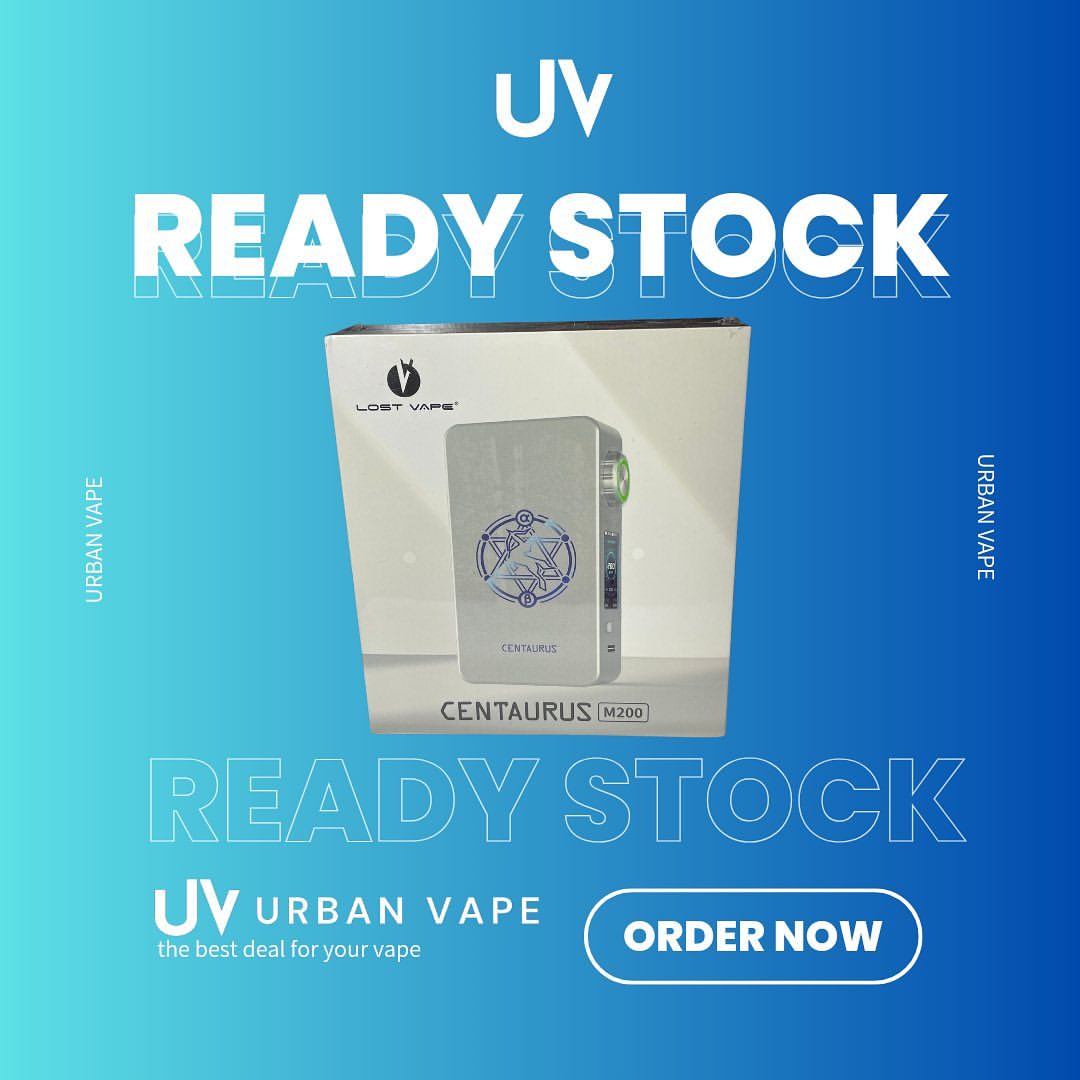 UV
READY STOCK
READY STOCK
LOST VAPE®
α
β
CENTAURUS
CENTAURUS M200
URBAN VAPE
URBAN VAPE
READY STOCK
UV URBAN VAPE
the best deal for your vape
ORDER NOW